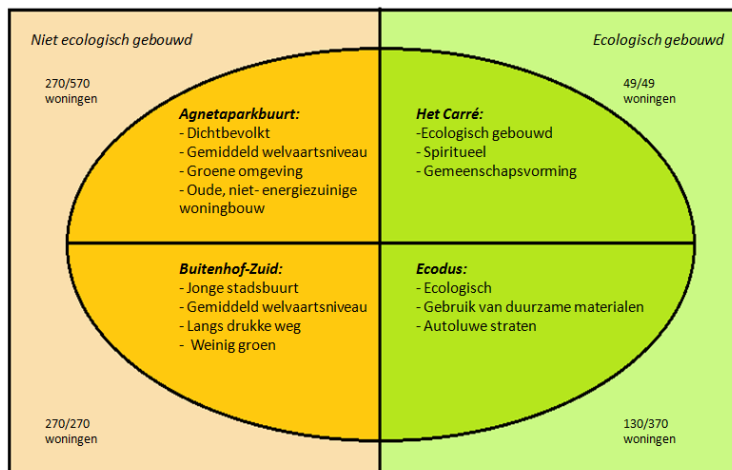 Niet ecologisch gebouwd
Ecologisch gebouwd
270/570
woningen
49/49
woningen
Agnetaparkbuurt:
- Dichtbevolkt
- Gemiddeld welvaartsniveau
- Groene omgeving
- Oude, niet- energiezuinige
woningbouw
Het Carré:
-Ecologisch gebouwd
- Spiritueel
- Gemeenschapsvorming
Buitenhof-Zuid:
- Jonge stadsbuurt
- Gemiddeld welvaartsniveau
- Langs drukke weg
- Weinig groen
Ecodus:
- Ecologisch
- Gebruik van duurzame materialen
- Autoluwe straten
270/270
woningen
130/370
woningen